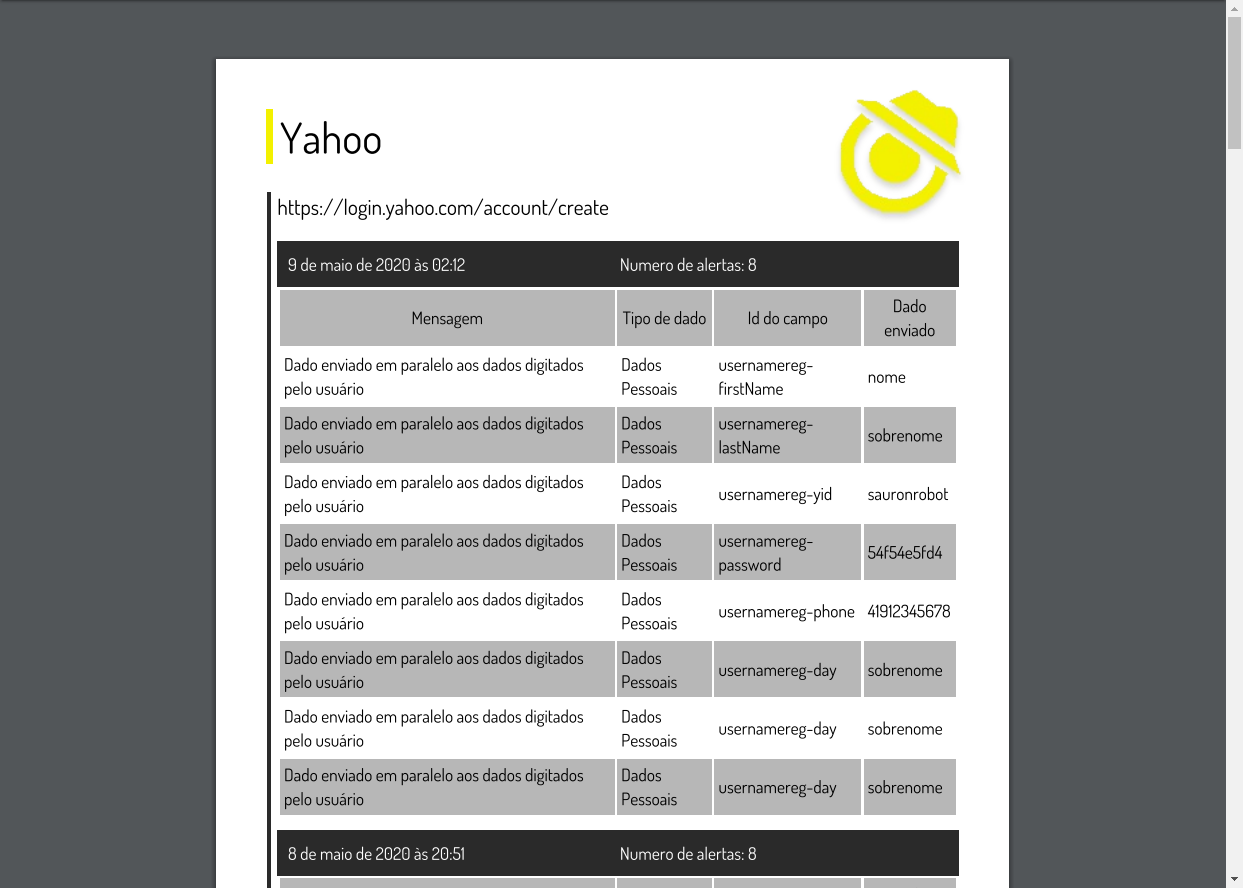 Yahoo
https://login.yahoo.com/account/create
9 de maio de 2020 às 02:12 Numero de alertas: 8
Mensagem Tipo de dado Id do campo Dado
enviado
Dado enviado em paralelo aos dados digitados Dados usernamereg- nome
pelo usuário Pessoais firstName
Dado enviado em paralelo aos dados digitados Dados usernamereg- sobrenome
pelo usuário Pessoais lastName
Dado enviado em paralelo aos dados digitados Dados usernamereg-yid sauronrobot
pelo usuário Pessoais
Dado enviado em paralelo aos dados digitados Dados usernamereg- 54f54e5fd4
pelo usuário Pessoais password
Dado enviado em paralelo aos dados digitados Dados usernamereg-phone 41912345678
pelo usuário Pessoais
Dado enviado em paralelo aos dados digitados Dados usernamereg-day sobrenome
pelo usuário Pessoais
Dado enviado em paralelo aos dados digitados Dados usernamereg-day sobrenome
pelo usuário Pessoais
Dado enviado em paralelo aos dados digitados Dados usernamereg-day sobrenome
pelo usuário Pessoais
8 de maio de 2020 às 20:51 Numero de alertas: 8